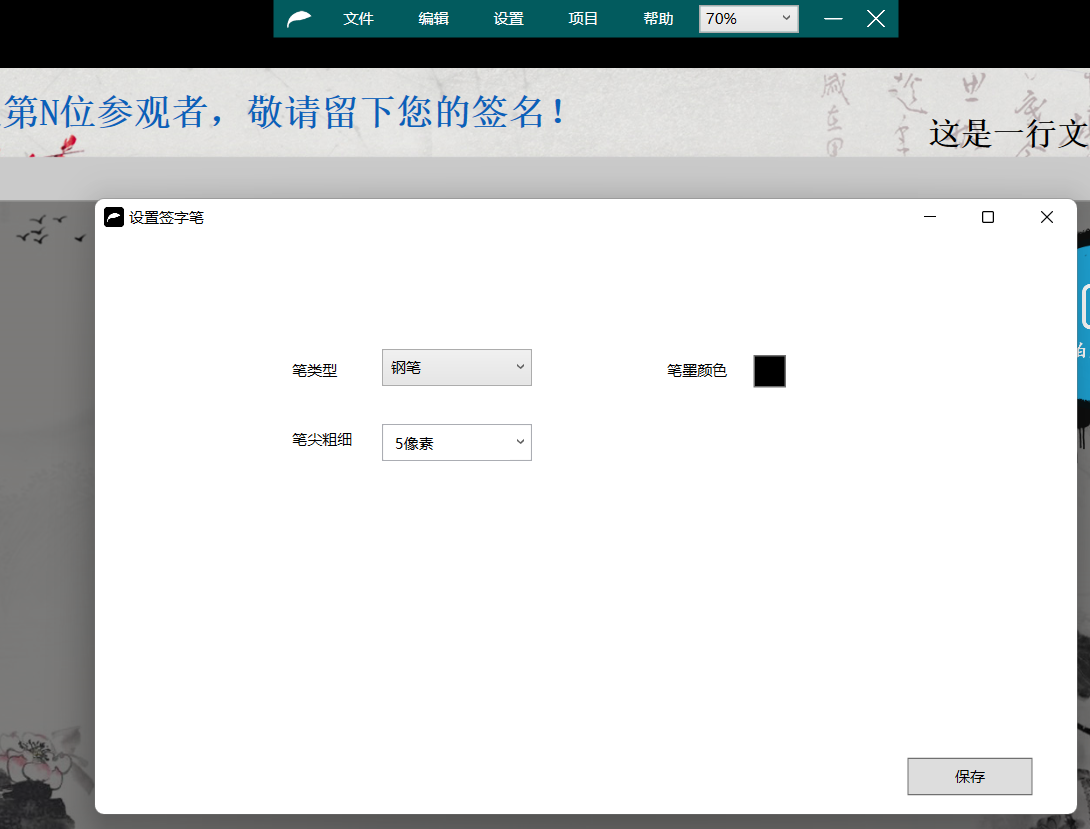 文件 编辑 设置 项目 帮助 70%
第N位参观者，敬请留下您的签名！
这是一行文
设置签字笔
笔类型 钢笔 笔墨颜色
笔尖粗细 5像素
保存